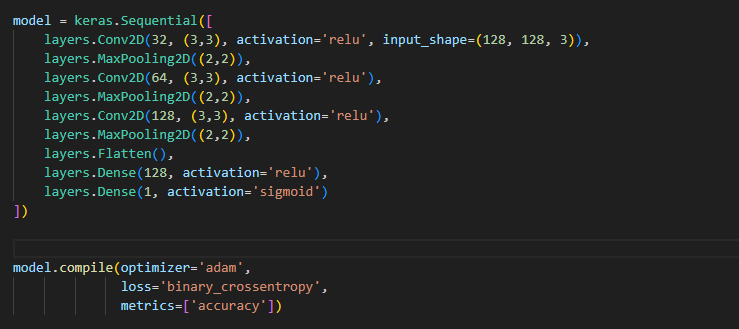 model = keras.Sequential([
    layers.Conv2D(32, (3,3), activation='relu', input_shape=(128, 128, 3)),
    layers.MaxPooling2D((2,2)),
    layers.Conv2D(64, (3,3), activation='relu'),
    layers.MaxPooling2D((2,2)),
    layers.Conv2D(128, (3,3), activation='relu'),
    layers.MaxPooling2D((2,2)),
    layers.Flatten(),
    layers.Dense(128, activation='relu'),
    layers.Dense(1, activation='sigmoid')
])
model.compile(optimizer='adam',
              loss='binary_crossentropy',
              metrics=['accuracy'])